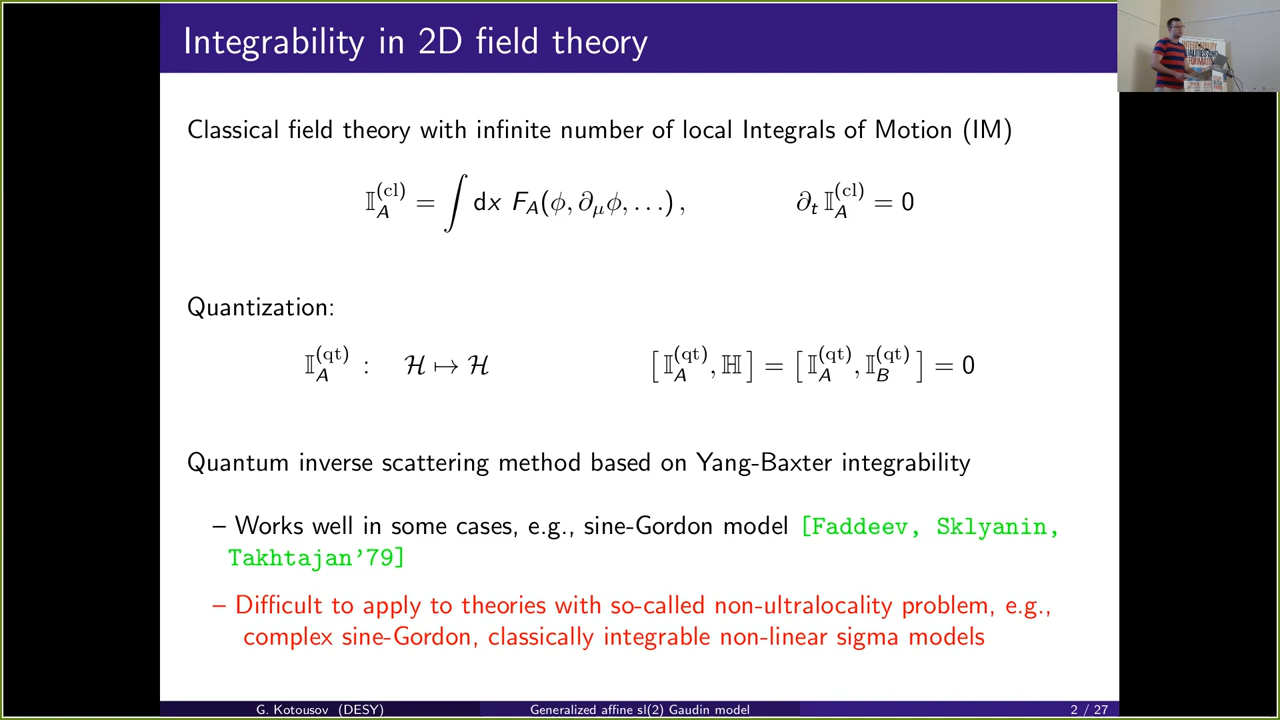 Integrability in 2D field theory
Classical field theory with infinite number of local Integrals of Motion (IM)
𝕀_A^(cl) = ∫ dx F_A(ϕ, ∂_μϕ, …) , ∂_t 𝕀_A^(cl) = 0
Quantization:
𝕀_A^(qt) : ℋ ↦ ℋ [𝕀_A^(qt), ℍ] = [𝕀_A^(qt), 𝕀_B^(qt)] = 0
Quantum inverse scattering method based on Yang-Baxter integrability
– Works well in some cases, e.g., sine-Gordon model [Faddeev, Sklyanin,
Takhtajan'79]
– Difficult to apply to theories with so-called non-ultralocality problem, e.g.,
complex sine-Gordon, classically integrable non-linear sigma models
G. Kotousov (DESY) Generalized affine sl(2) Gaudin model 2 / 27